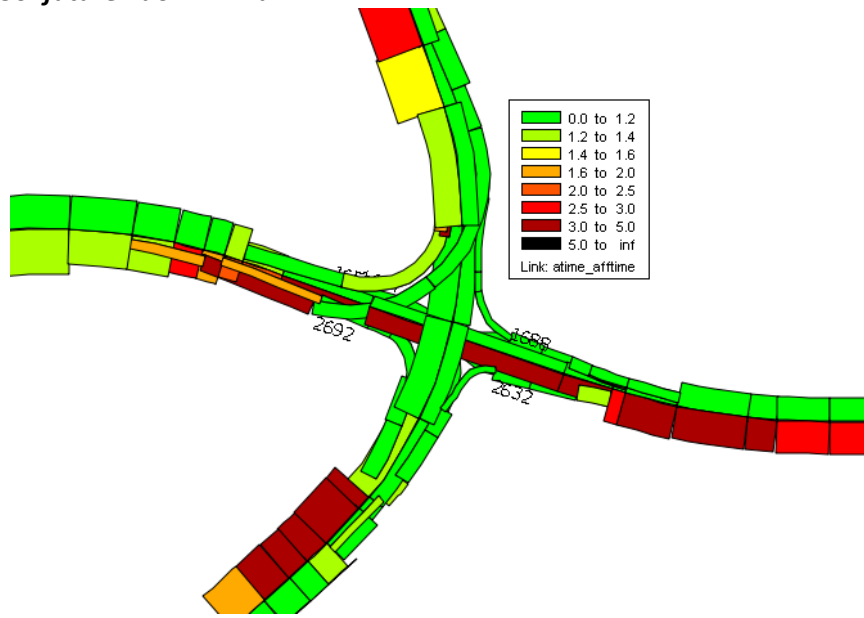 0.0 to 1.2
1.2 to 1.4
1.4 to 1.6
1.6 to 2.0
2.0 to 2.5
2.5 to 3.0
3.0 to 5.0
5.0 to inf
Link: atime_afftime
1688
2692
2632